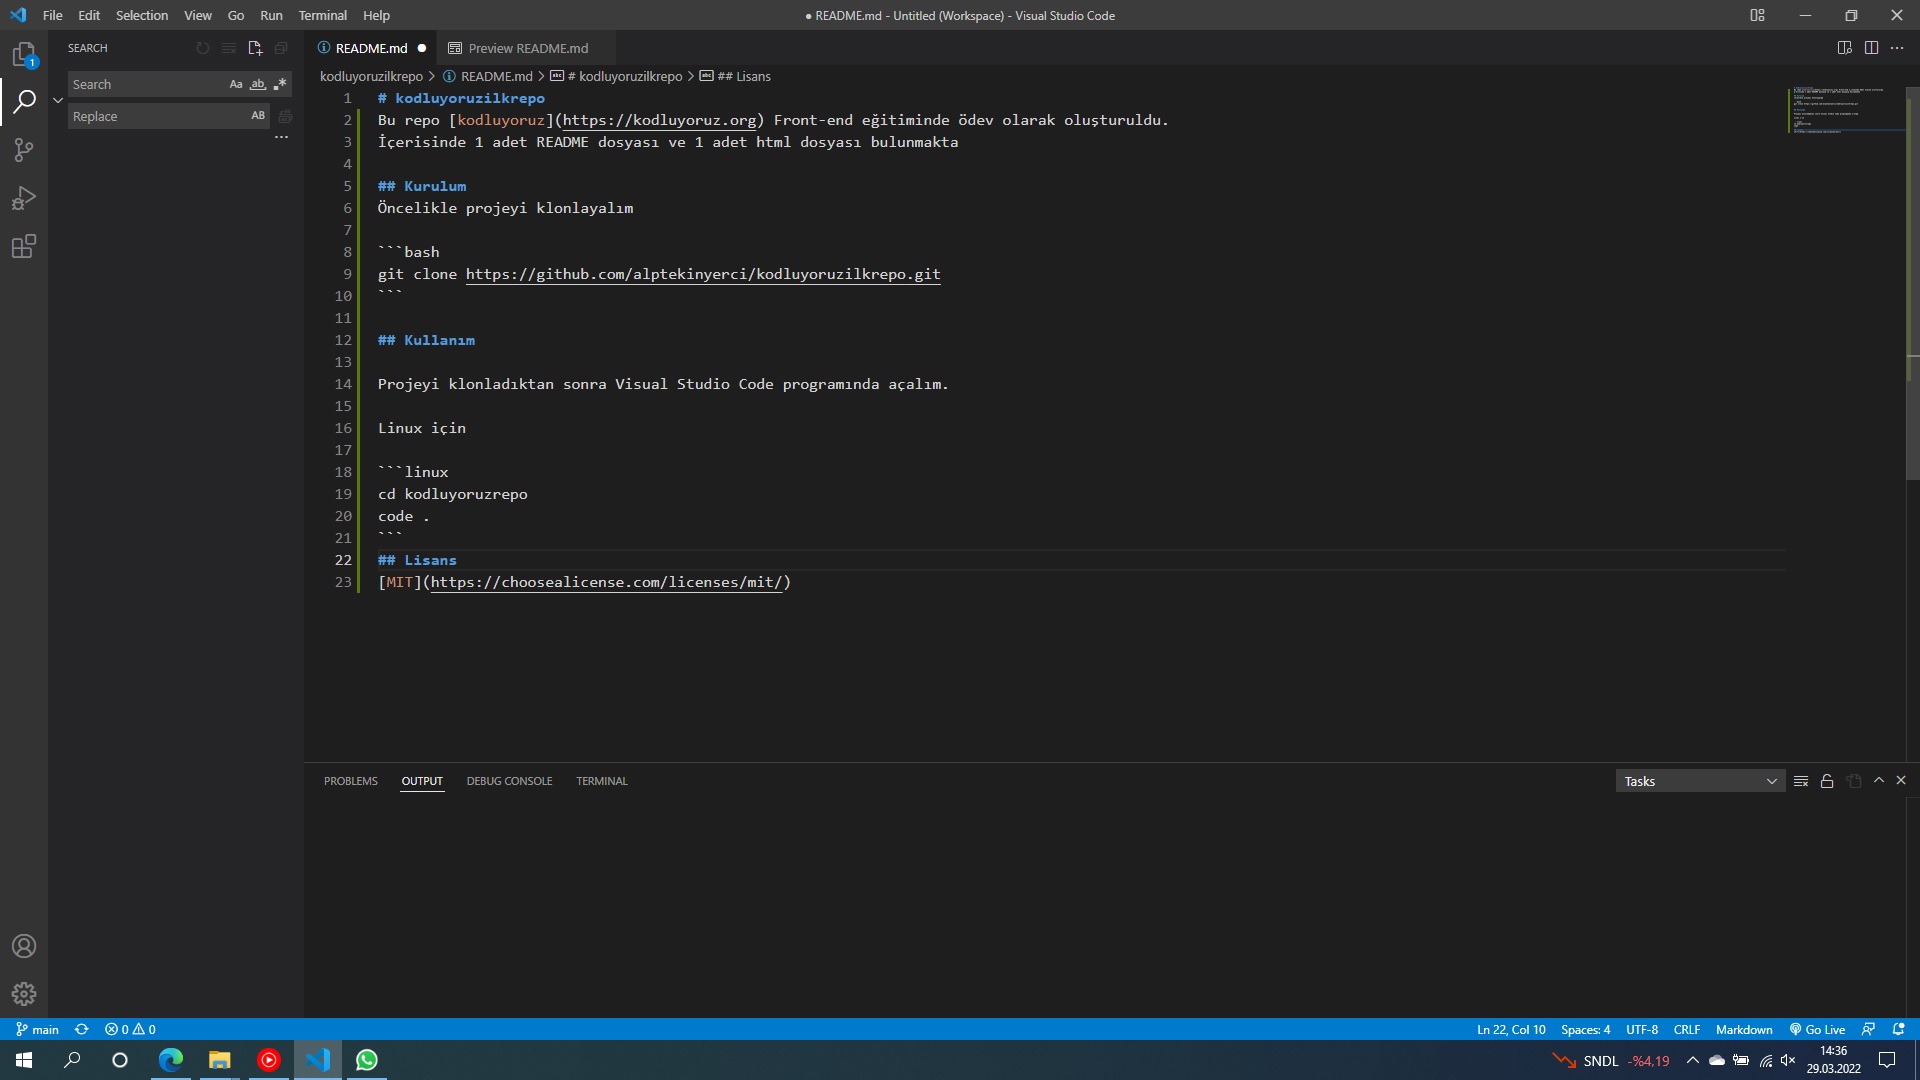 File Edit Selection View Go Run Terminal Help
● README.md - Untitled (Workspace) - Visual Studio Code
SEARCH
Search
Aa ab .*
Replace
AB
...
1
README.md ●
Preview README.md
kodluyoruzilkrepo > README.md > # kodluyoruzilkrepo > ## Lisans
1 # kodluyoruzilkrepo
2 Bu repo [kodluyoruz](https://kodluyoruz.org) Front-end eğitiminde ödev olarak oluşturuldu.
3 İçerisinde 1 adet README dosyası ve 1 adet html dosyası bulunmakta
4
5 ## Kurulum
6 Öncelikle projeyi klonlayalım
7
8 ```bash
9 git clone https://github.com/alptekinyerci/kodluyoruzilkrepo.git
10 ```
11
12 ## Kullanım
13
14 Projeyi klonladıktan sonra Visual Studio Code programında açalım.
15
16 Linux için
17
18 ```linux
19 cd kodluyoruzrepo
20 code .
21 ```
22 ## Lisans
23 [MIT](https://choosealicense.com/licenses/mit/)
PROBLEMS OUTPUT DEBUG CONSOLE TERMINAL
Tasks
main 0 0
Ln 22, Col 10 Spaces: 4 UTF-8 CRLF Markdown Go Live
SNDL -%4,19
14:36
29.03.2022